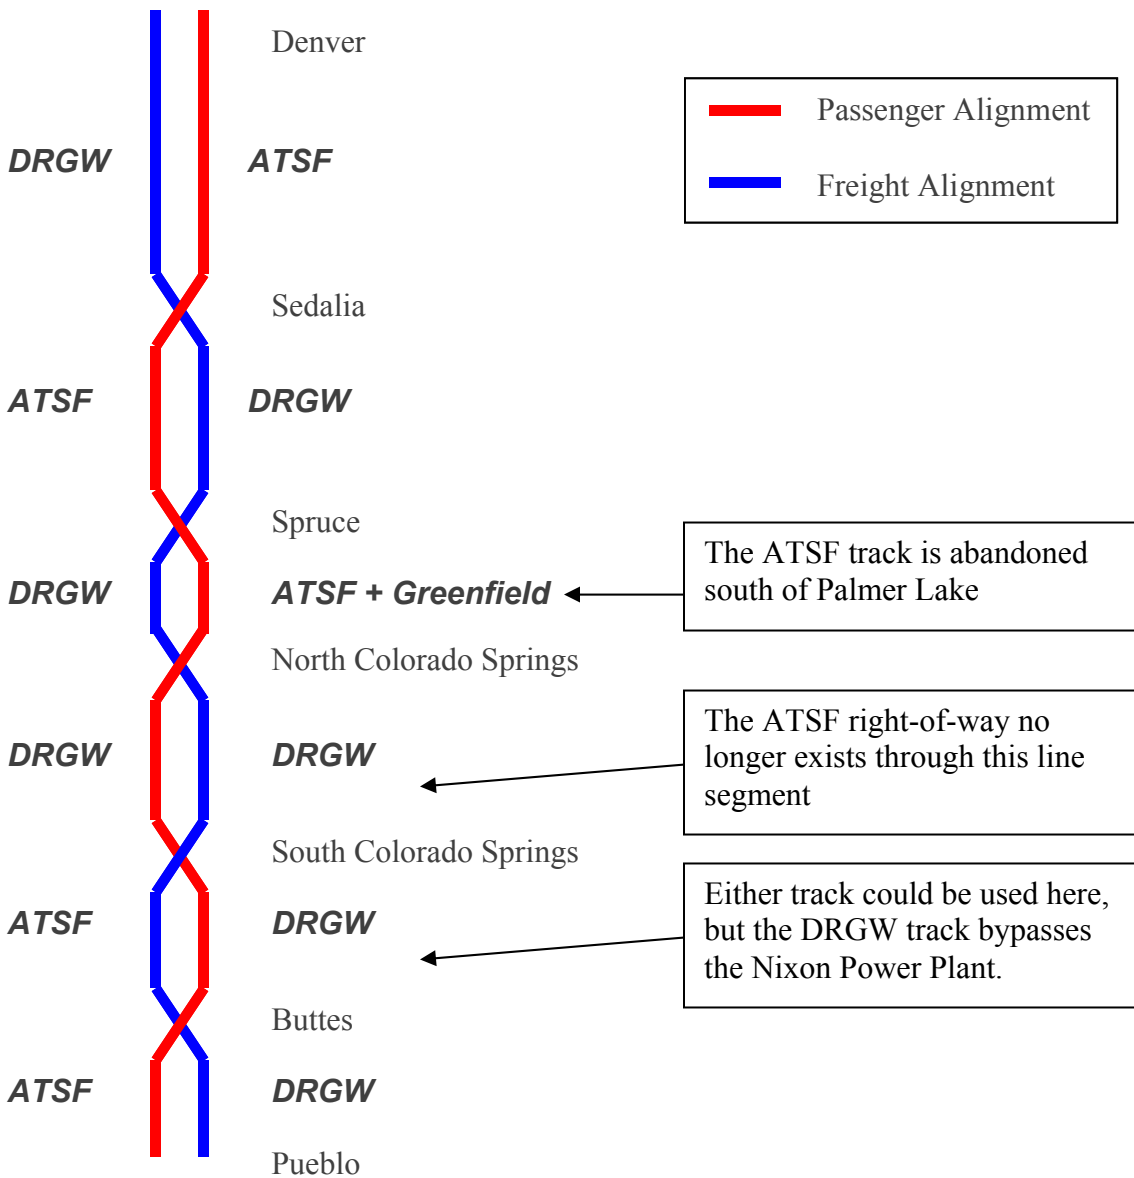 Denver
Passenger Alignment
DRGW
ATSF
Freight Alignment
Sedalia
ATSF
DRGW
Spruce
The ATSF track is abandoned
south of Palmer Lake
DRGW
ATSF + Greenfield
North Colorado Springs
The ATSF right-of-way no
longer exists through this line
segment
DRGW
DRGW
South Colorado Springs
Either track could be used here,
but the DRGW track bypasses
the Nixon Power Plant.
ATSF
DRGW
Buttes
ATSF
DRGW
Pueblo